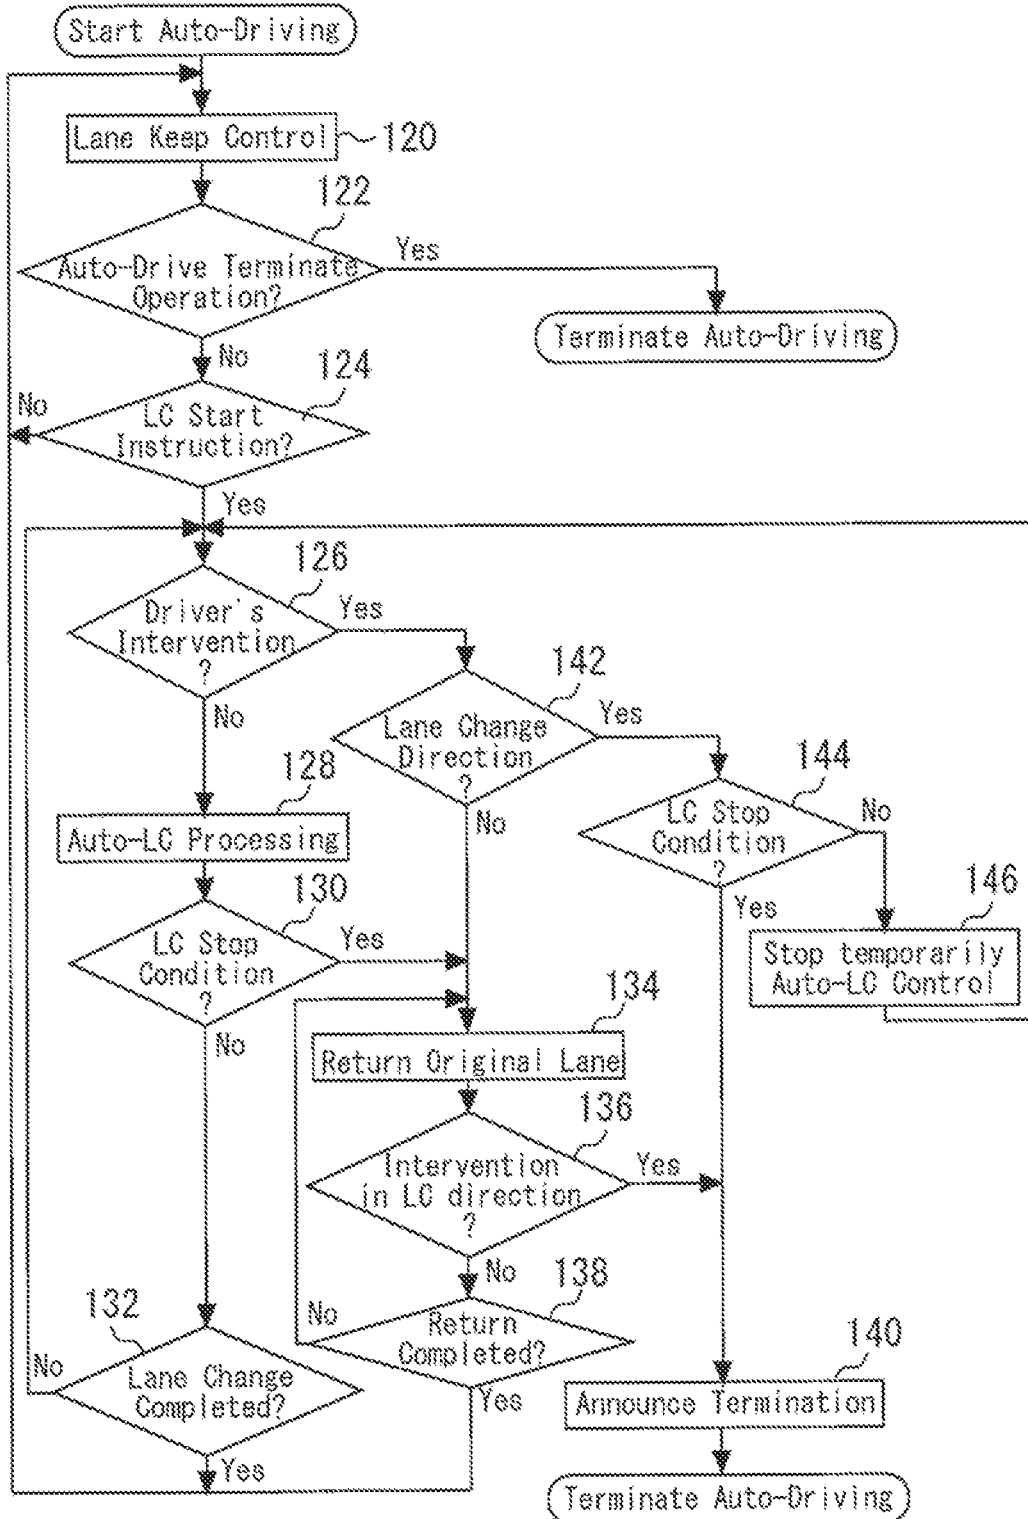 Start Auto-Driving
Lane Keep Control
120
122
Auto-Drive Terminate
Operation?
Yes
Terminate Auto-Driving
No
124
No
LC Start
Instruction?
Yes
126
Driver's
Intervention
?
Yes
No
142
Lane Change
Direction
?
Yes
No
128
Auto-LC Processing
144
LC Stop
Condition
?
No
Yes
130
LC Stop
Condition
?
Yes
No
146
Stop temporarily
Auto-LC Control
134
Return Original Lane
136
Intervention
in LC direction
?
Yes
No
138
No
Return
Completed?
Yes
132
No
Lane Change
Completed?
Yes
140
Announce Termination
Terminate Auto-Driving